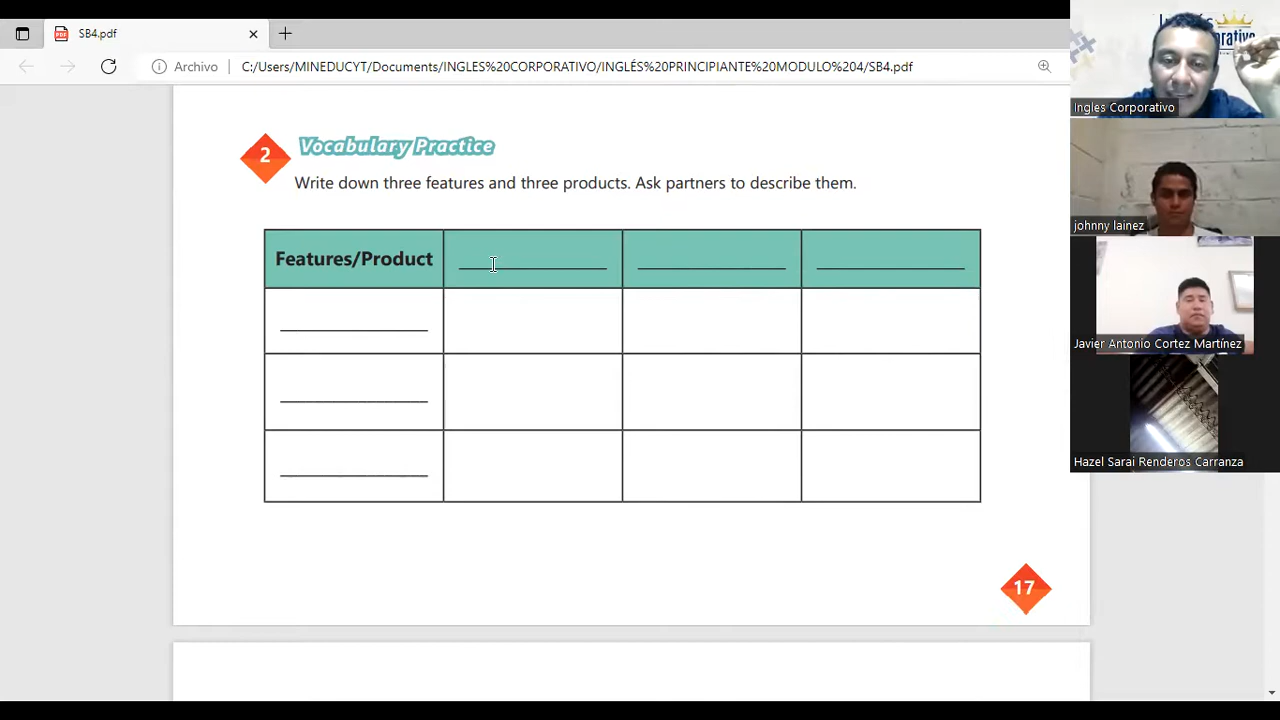 SB4.pdf
Archivo
C:/Users/MINEDUCYT/Documents/INGLES%20CORPORATIVO/INGLÉS%20PRINCIPIANTE%20MODULO%204/SB4.pdf
2
Vocabulary Practice
Write down three features and three products. Ask partners to describe them.
Features/Product
17
Ingles Corporativo
johnny lainez
Javier Antonio Cortez Martínez
Hazel Sarai Renderos Carranza